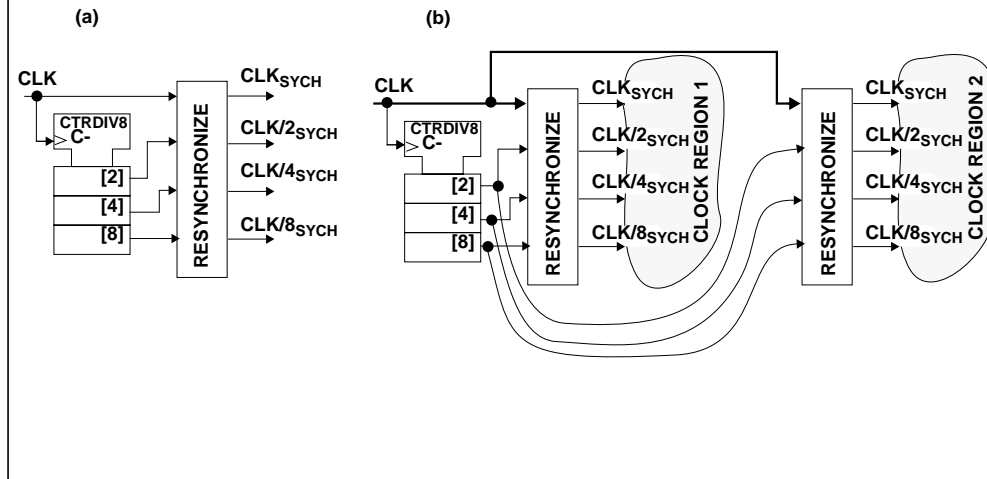 (a)
CLK
CTRDIV8
C-
[2]
[4]
[8]
RESYNCHRONIZE
CLKSYCH
CLK/2SYCH
CLK/4SYCH
CLK/8SYCH
(b)
CLK
CTRDIV8
C-
[2]
[4]
[8]
RESYNCHRONIZE
CLKSYCH
CLK/2SYCH
CLK/4SYCH
CLK/8SYCH
CLOCK REGION 1
RESYNCHRONIZE
CLKSYCH
CLK/2SYCH
CLK/4SYCH
CLK/8SYCH
CLOCK REGION 2